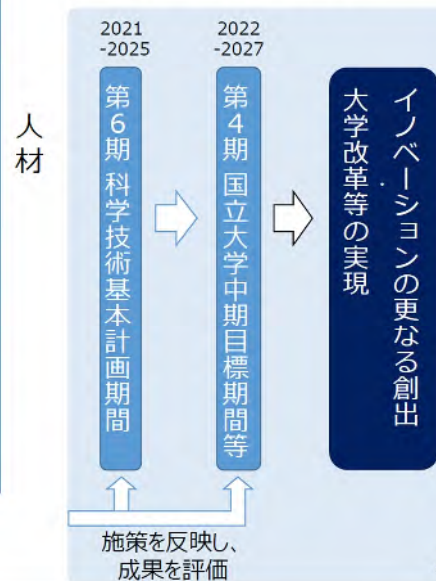 人材
2021
-2025
第6期 科学技術基本計画期間
2022
-2027
第4期 国立大学中期目標期間等
イノベーションの更なる創出
大学改革等の実現
施策を反映し、
成果を評価